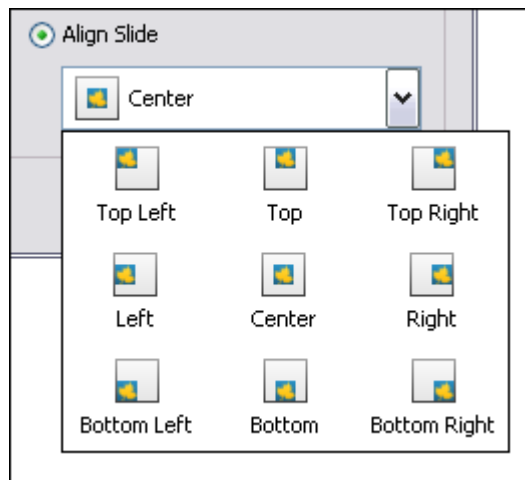 Align Slide
Center
Top Left Top Top Right
Left Center Right
Bottom Left Bottom Bottom Right